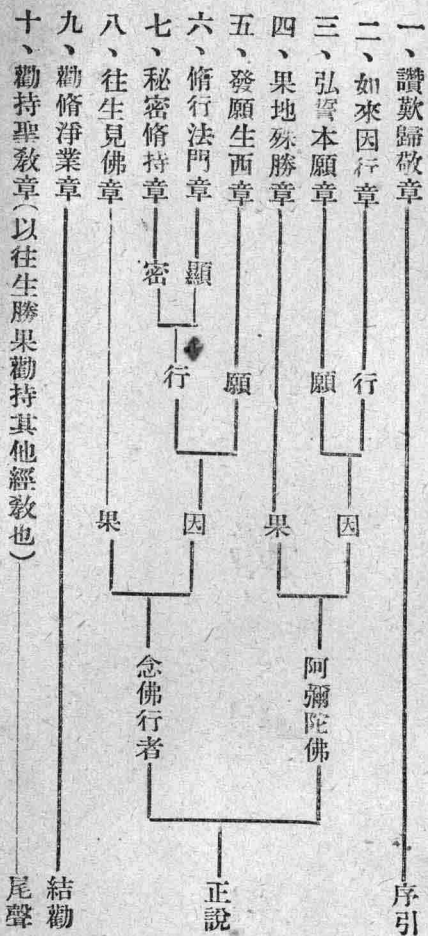 一、讚歎歸敬章 序引
二、如來因行章 行
三、弘誓本願章 願 因
四、果地殊勝章 果 阿彌陀佛
五、發願生西章 願
六、脩行法門章 顯
七、秘密脩持章 密 行 因
八、往生見佛章 果 念佛行者 正說
九、勸脩淨業章 結勸
十、勸持聖教章（以往生勝果勸持其他經教也） 尾聲